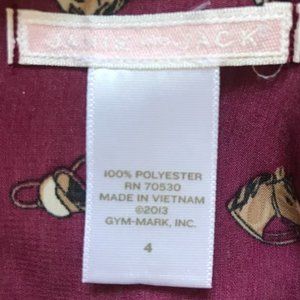 JANIE AND JACK®
100% POLYESTER
RN 70530
MADE IN VIETNAM
©2013
GYM-MARK, INC.
4